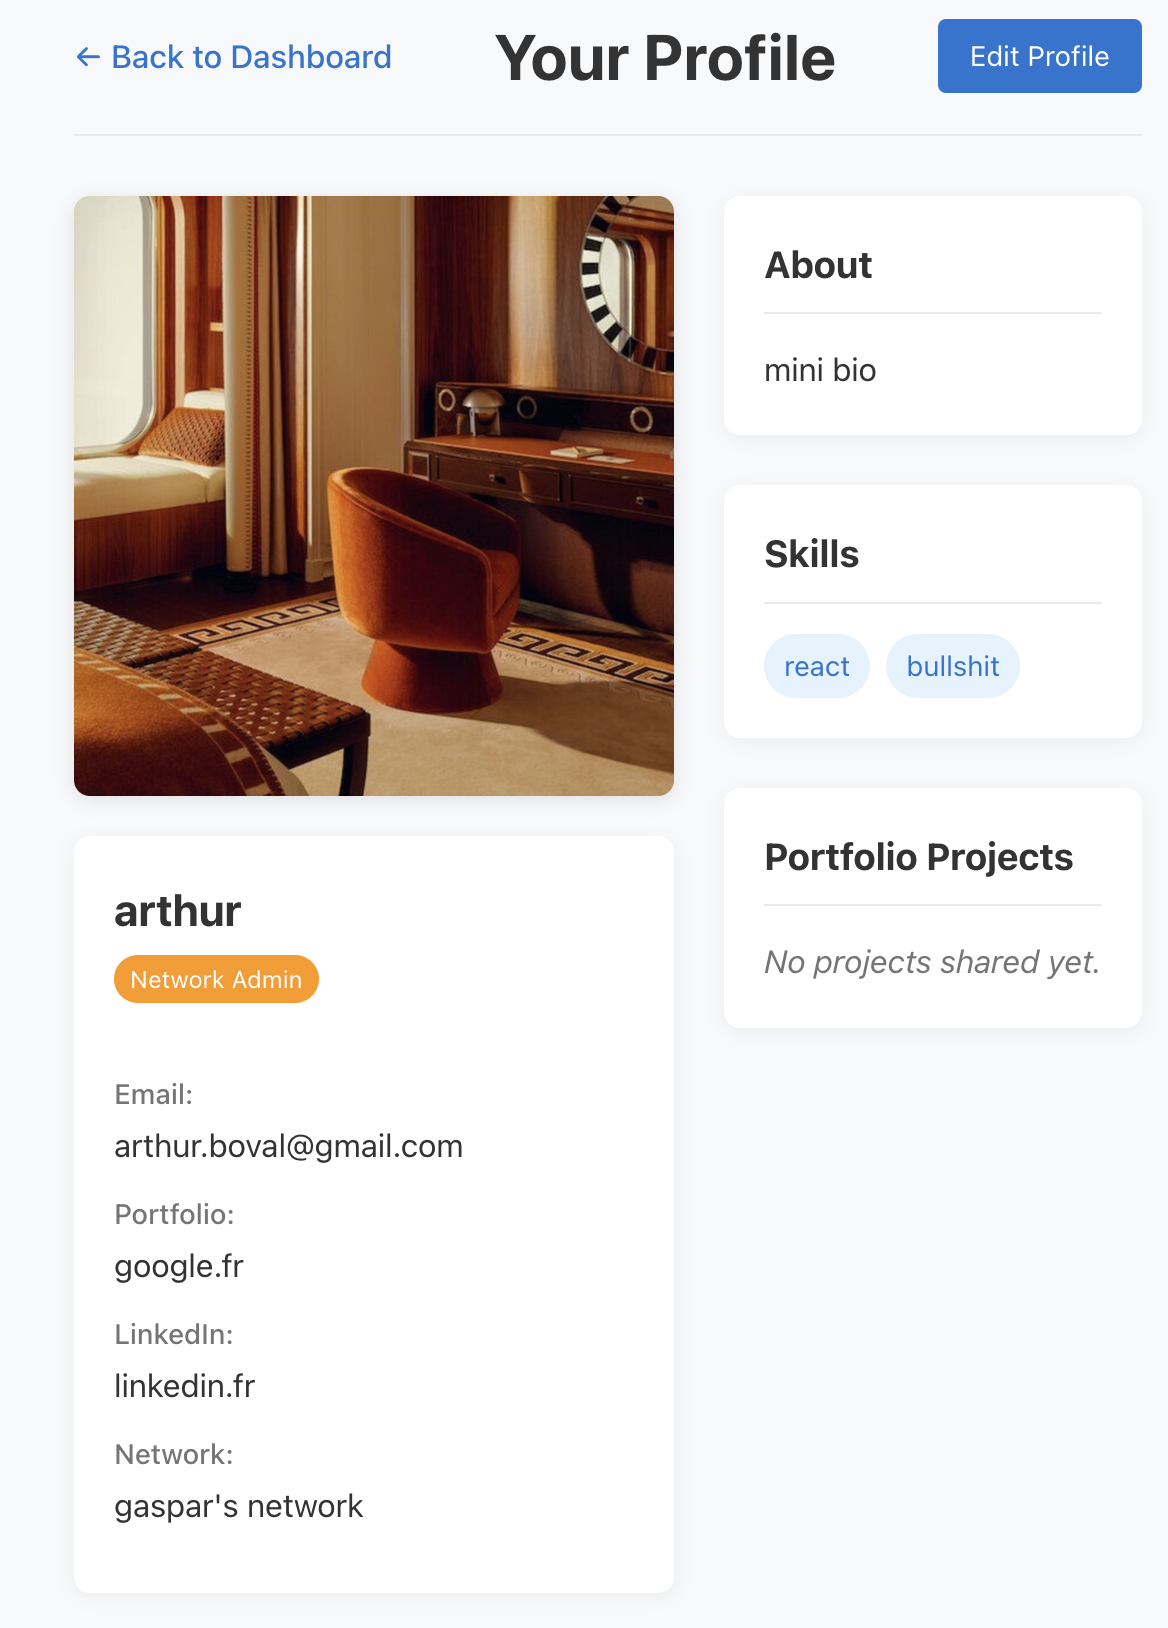 ← Back to Dashboard
Your Profile
Edit Profile
arthur
Network Admin
Email:
arthur.boval@gmail.com
Portfolio:
google.fr
LinkedIn:
linkedin.fr
Network:
gaspar's network
About
mini bio
Skills
react
bullshit
Portfolio Projects
No projects shared yet.